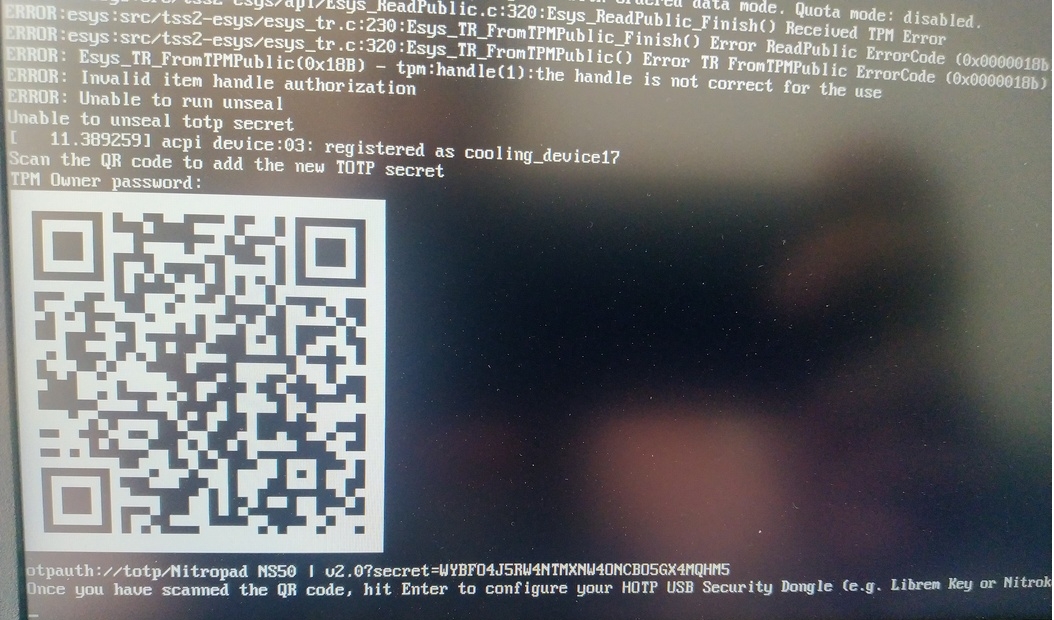 ordered data mode. Quota mode: disabled.
ERROR:esys:src/tss2-esys/api/Esys_ReadPublic.c:320:Esys_ReadPublic_Finish() Received TPM Error
ERROR:esys:src/tss2-esys/esys_tr.c:230:Esys_TR_FromTPMPublic_Finish() Error ReadPublic ErrorCode (0x0000018b
ERROR:esys:src/tss2-esys/esys_tr.c:320:Esys_TR_FromTPMPublic() Error TR FromTPMPublic ErrorCode (0x0000018b)
ERROR: Esys_TR_FromTPMPublic(0x18B) - tpm:handle(1):the handle is not correct for the use
ERROR: Invalid item handle authorization
ERROR: Unable to run unseal
Unable to unseal totp secret
[ 11.389259] acpi device:03: registered as cooling_device17
Scan the QR code to add the new TOTP secret
TPM Owner password:
otpauth://totp/Nitropad NS50 | v2.0?secret=WYBFO4J5RW4NTMXNW4ONCBO5GX4MQHM5
Once you have scanned the QR code, hit Enter to configure your HOTP USB Security Dongle (e.g. Librem Key or Nitrok